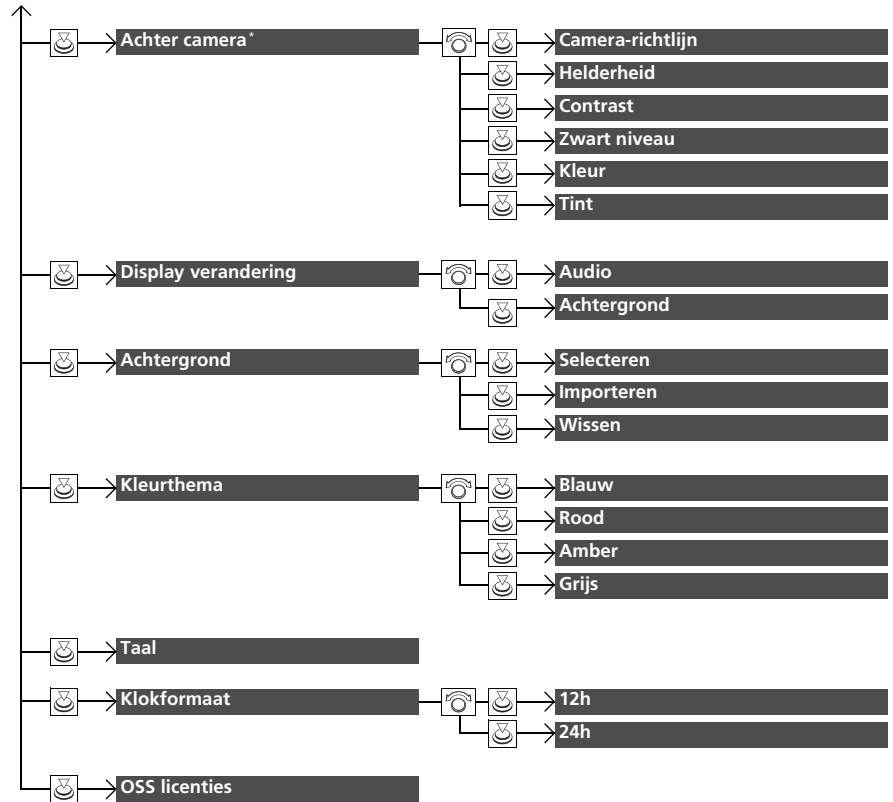 Achter camera*
Camera-richtlijn
Helderheid
Contrast
Zwart niveau
Kleur
Tint
Display verandering
Audio
Achtergrond
Achtergrond
Selecteren
Importeren
Wissen
Kleurthema
Blauw
Rood
Amber
Grijs
Taal
Klokformaat
12h
24h
OSS licenties